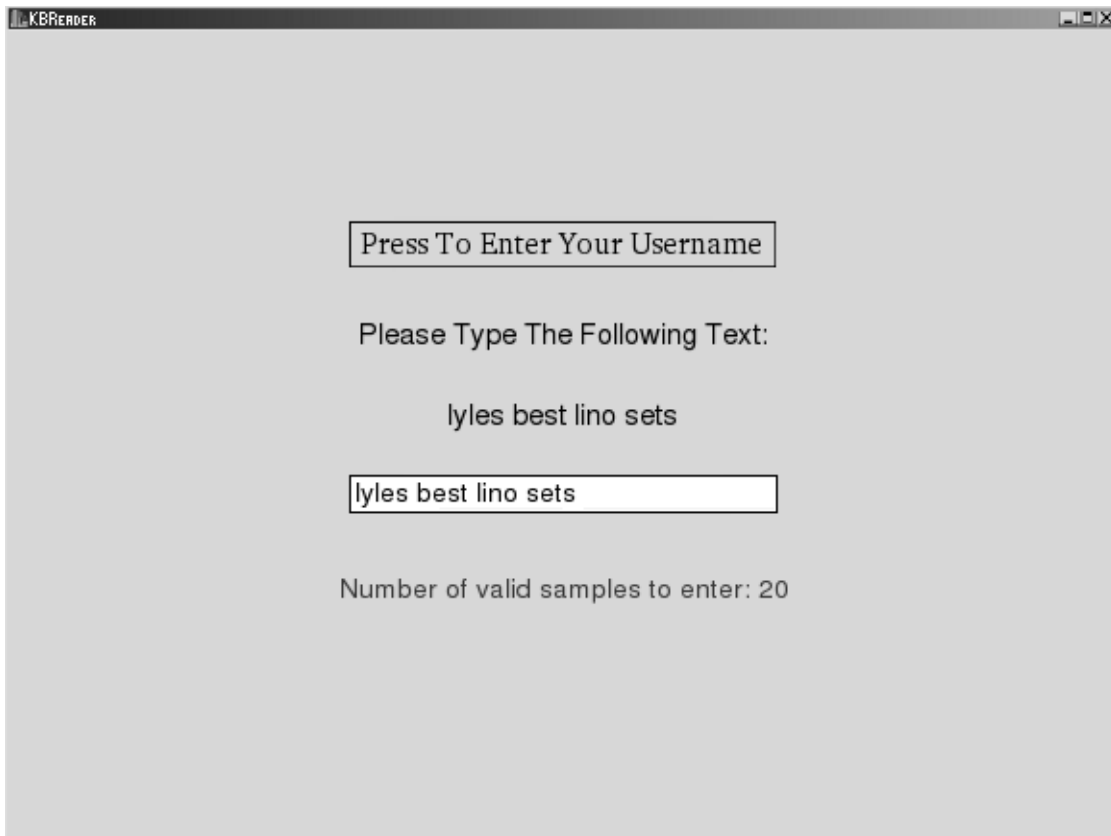 KBReader
Press To Enter Your Username
Please Type The Following Text:
lyles best lino sets
lyles best lino sets
Number of valid samples to enter: 20